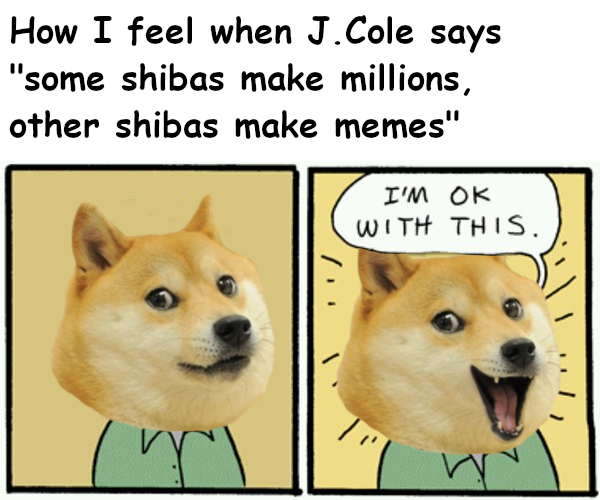 How I feel when J.Cole says
"some shibas make millions,
other shibas make memes"
I'M OK
WITH THIS.